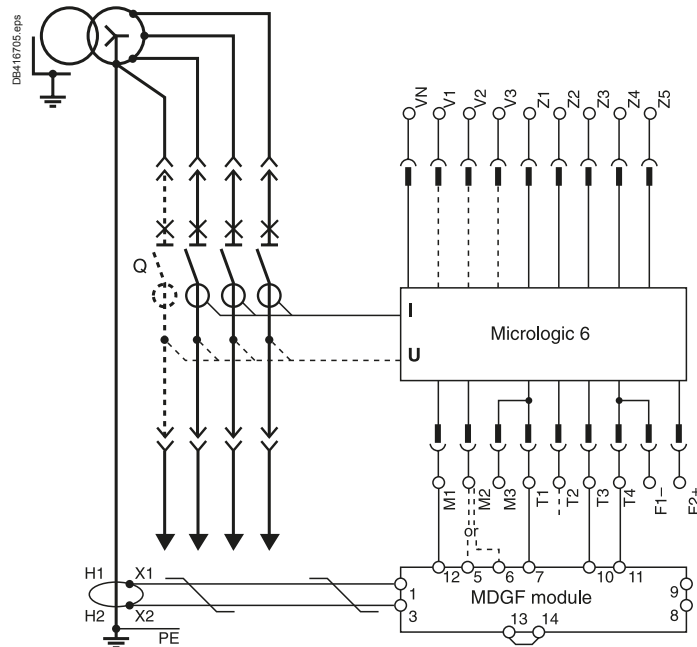 DB416705.eps
VN
V1
V2
V3
Z1
Z2
Z3
Z4
Z5
Q
I
Micrologic 6
U
M1
M2
M3
T1
T2
T3
T4
F1–
F2+
or
12
5
6
7
10
11
H1
X1
1
MDGF module
9
H2
X2
3
8
PE
13
14